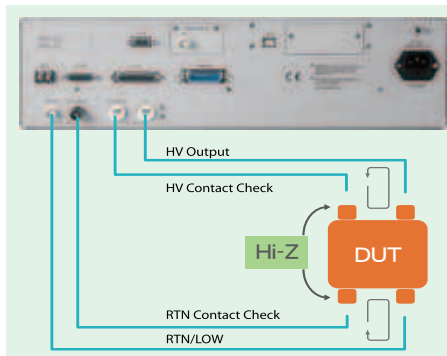 HV Output
HV Contact Check
Hi-Z
DUT
RTN Contact Check
RTN/LOW